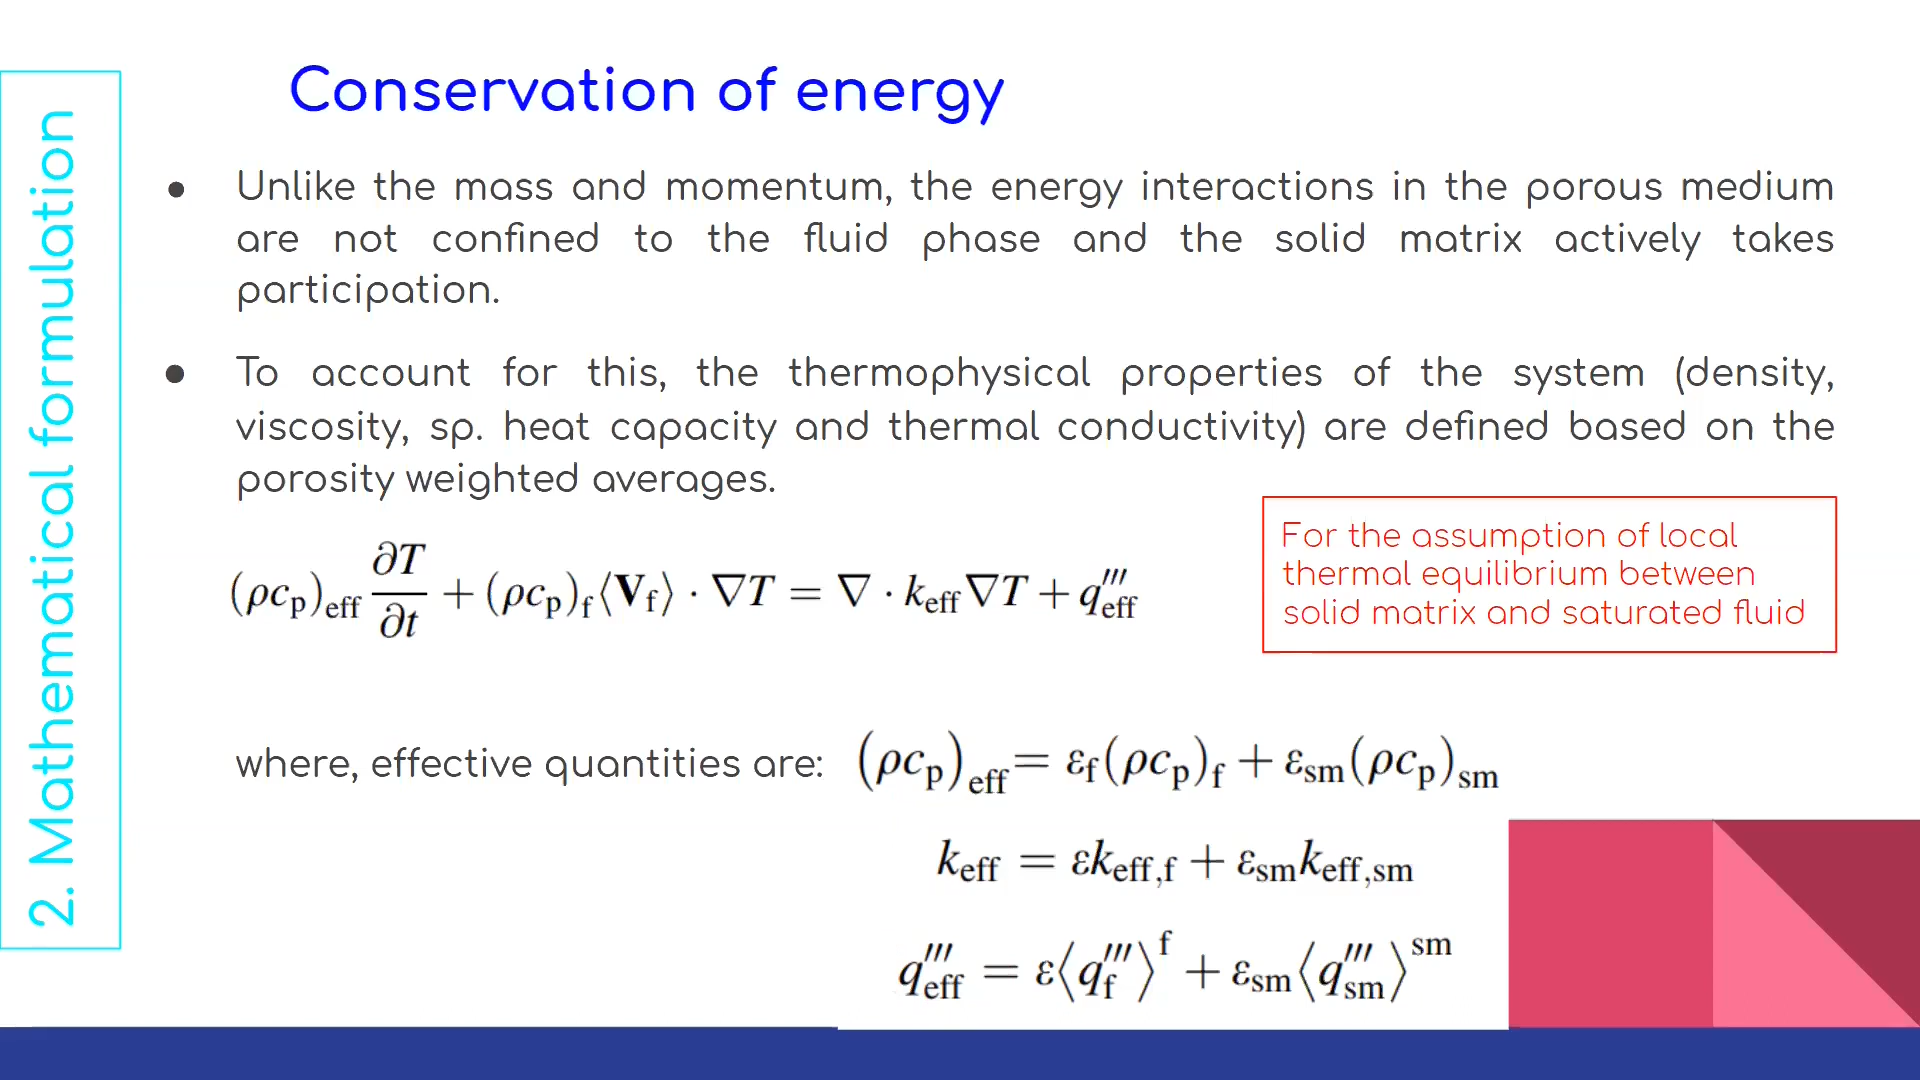 Conservation of energy
2. Mathematical formulation
● Unlike the mass and momentum, the energy interactions in the porous medium
are not confined to the fluid phase and the solid matrix actively takes
participation.
● To account for this, the thermophysical properties of the system (density,
viscosity, sp. heat capacity and thermal conductivity) are defined based on the
porosity weighted averages.
(ρc_p)_eff ∂T/∂t + (ρc_p)_f ⟨V_f⟩ · ∇T = ∇ · k_eff ∇T + q‴_eff
For the assumption of local
thermal equilibrium between
solid matrix and saturated fluid
where, effective quantities are: (ρc_p)_eff = ε_f(ρc_p)_f + ε_sm(ρc_p)_sm
k_eff = εk_eff,f + ε_sm k_eff,sm
q‴_eff = ε⟨q‴_f⟩^f + ε_sm⟨q‴_sm⟩^sm